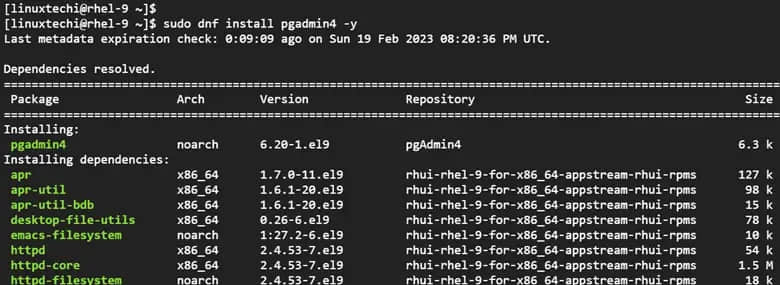 [linuxtechi@rhel-9 ~]$
[linuxtechi@rhel-9 ~]$ sudo dnf install pgadmin4 -y
Last metadata expiration check: 0:09:09 ago on Sun 19 Feb 2023 08:20:36 PM UTC.
Dependencies resolved.
================================================================================
Package Arch Version Repository Size
================================================================================
Installing:
pgadmin4 noarch 6.20-1.el9 pgAdmin4 6.3 k
Installing dependencies:
apr x86_64 1.7.0-11.el9 rhui-rhel-9-for-x86_64-appstream-rhui-rpms 127 k
apr-util x86_64 1.6.1-20.el9 rhui-rhel-9-for-x86_64-appstream-rhui-rpms 98 k
apr-util-bdb x86_64 1.6.1-20.el9 rhui-rhel-9-for-x86_64-appstream-rhui-rpms 15 k
desktop-file-utils x86_64 0.26-6.el9 rhui-rhel-9-for-x86_64-appstream-rhui-rpms 78 k
emacs-filesystem noarch 1:27.2-6.el9 rhui-rhel-9-for-x86_64-appstream-rhui-rpms 10 k
httpd x86_64 2.4.53-7.el9 rhui-rhel-9-for-x86_64-appstream-rhui-rpms 54 k
httpd-core x86_64 2.4.53-7.el9 rhui-rhel-9-for-x86_64-appstream-rhui-rpms 1.5 M
httpd-filesystem noarch 2.4.53-7.el9 rhui-rhel-9-for-x86_64-appstream-rhui-rpms 18 k